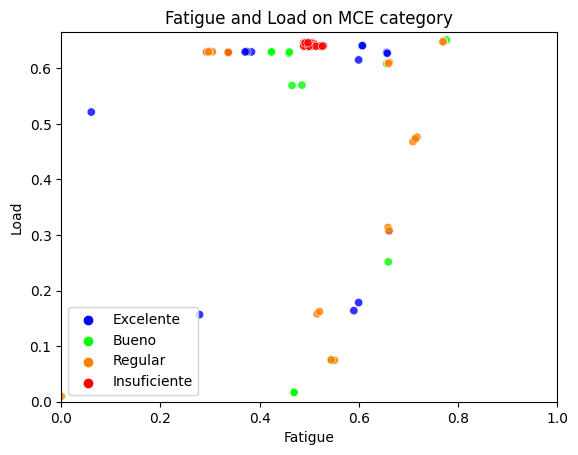 Fatigue and Load on MCE category
Load
0.6
0.5
0.4
0.3
0.2
0.1
0.0
Excelente
Bueno
Regular
Insuficiente
0.0 0.2 0.4 0.6 0.8 1.0
Fatigue